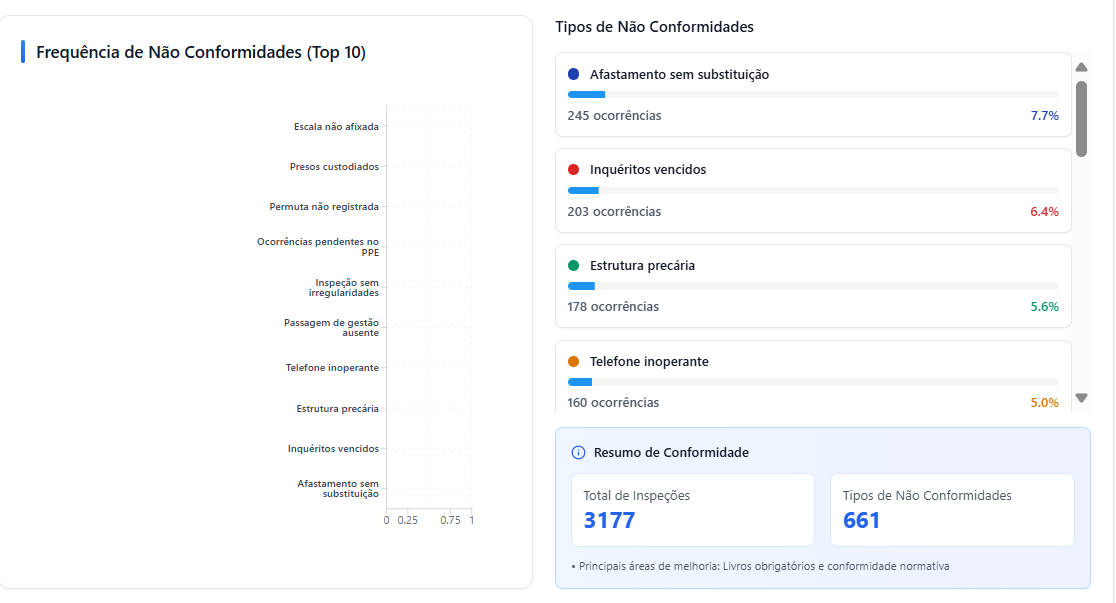 Frequência de Não Conformidades (Top 10)
Escala não afixada
Presos custodiados
Permuta não registrada
Ocorrências pendentes no
PPE
Inspeção sem
irregularidades
Passagem de gestão
ausente
Telefone inoperante
Estrutura precária
Inquéritos vencidos
Afastamento sem
substituição
0 0.25 0.75 1
Tipos de Não Conformidades
Afastamento sem substituição
245 ocorrências 7.7%
Inquéritos vencidos
203 ocorrências 6.4%
Estrutura precária
178 ocorrências 5.6%
Telefone inoperante
160 ocorrências 5.0%
Resumo de Conformidade
Total de Inspeções
3177
Tipos de Não Conformidades
661
• Principais áreas de melhoria: Livros obrigatórios e conformidade normativa